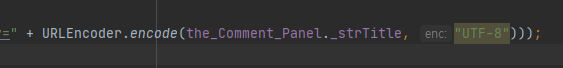 y=" + URLEncoder.encode(the_Comment_Panel._strTitle, enc: "UTF-8")));